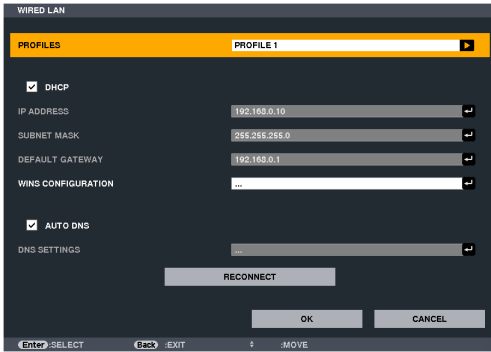 WIRED LAN
PROFILES PROFILE 1
DHCP
IP ADDRESS 192.168.0.10
SUBNET MASK 255.255.255.0
DEFAULT GATEWAY 192.168.0.1
WINS CONFIGURATION ...
AUTO DNS
DNS SETTINGS ...
RECONNECT
OK CANCEL
Enter:SELECT Back :EXIT :MOVE